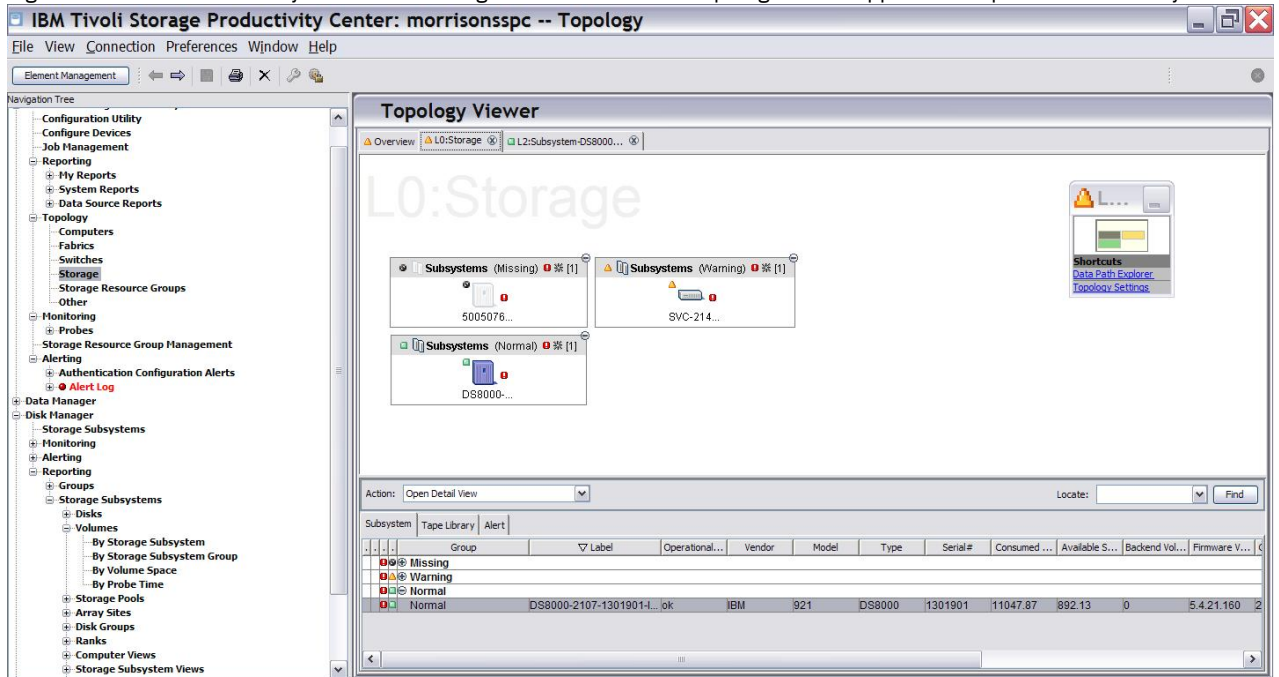 IBM Tivoli Storage Productivity Center: morrisonsspc -- Topology
File View Connection Preferences Window Help
Element Management
Navigation Tree
Configuration Utility
Configure Devices
Job Management
Reporting
My Reports
System Reports
Data Source Reports
Topology
Computers
Fabrics
Switches
Storage
Storage Resource Groups
Other
Monitoring
Probes
Storage Resource Group Management
Alerting
Authentication Configuration Alerts
Alert Log
Data Manager
Disk Manager
Storage Subsystems
Monitoring
Alerting
Reporting
Groups
Storage Subsystems
Disks
Volumes
By Storage Subsystem
By Storage Subsystem Group
By Volume Space
By Probe Time
Storage Pools
Array Sites
Disk Groups
Ranks
Computer Views
Storage Subsystem Views
Topology Viewer
Overview L0:Storage L2:Subsystem-DS8000...
L0:Storage
Subsystems (Missing) [1]
5005076...
Subsystems (Warning) [1]
SVC-214...
Subsystems (Normal) [1]
DS8000-...
L...
Shortcuts
Data Path Explorer
Topology Settings
Action: Open Detail View Locate: Find
Subsystem Tape Library Alert
. . . . Group Label Operational... Vendor Model Type Serial# Consumed ... Available S... Backend Vol... Firmware V...
Missing
Warning
Normal
Normal DS8000-2107-1301901-I... ok IBM 921 DS8000 1301901 11047.87 892.13 0 5.4.21.160 2